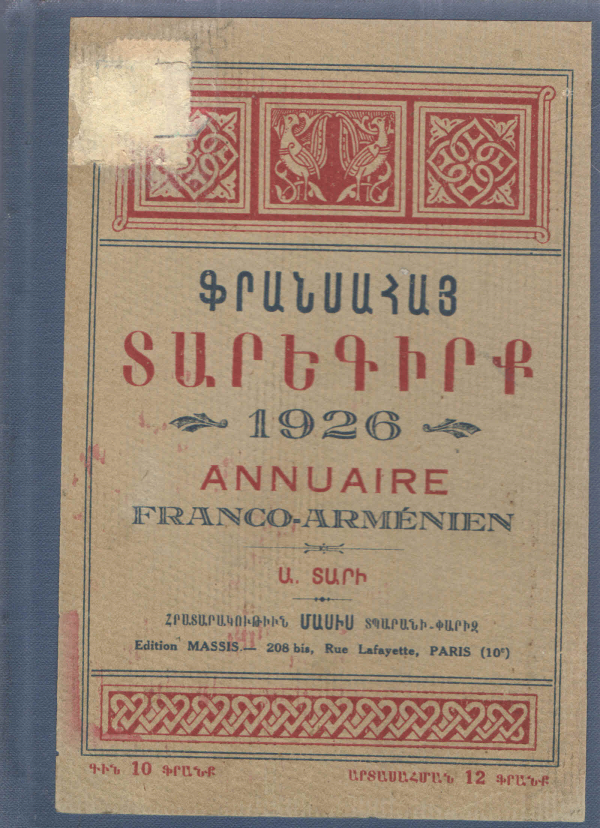 ՖՐԱՆՍԱՀԱՅ
ՏԱՐԵԳԻՐՔ
1926
ANNUAIRE
FRANCO-ARMÉNIEN
Ա. ՏԱՐԻ
ՀՐԱՏԱՐԱԿՈՒԹԻՒՆ ՄԱՍԻՍ ՏՊԱՐԱՆԻ - ՓԱՐԻԶ
Edition MASSIS — 208 bis, Rue Lafayette, PARIS (10ᵉ)
ԳԻՆ 10 ՖՐԱՆՔ
ԱՐՏԱՍԱՀՄԱՆ 12 ՖՐԱՆՔ